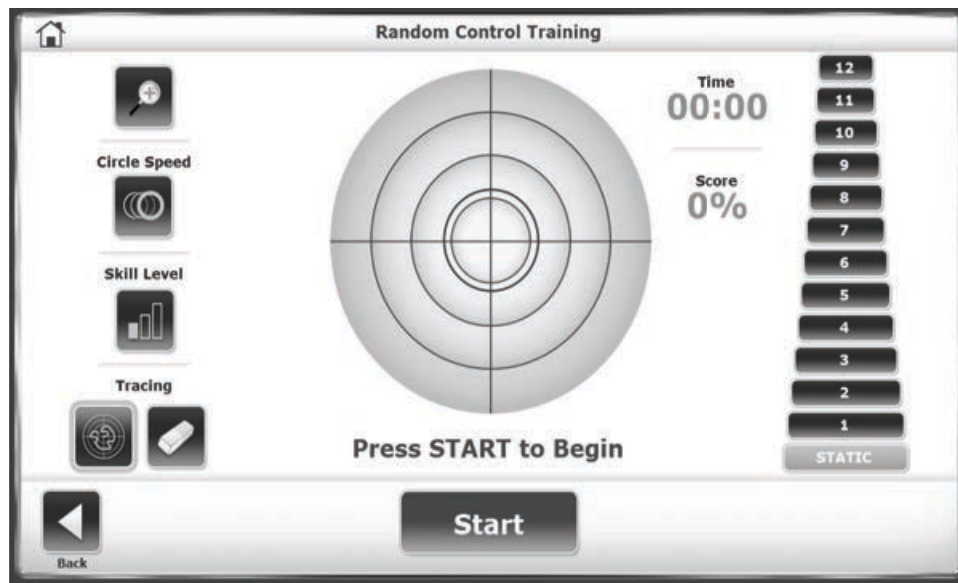 Random Control Training
Circle Speed
Skill Level
Tracing
Time
00:00
Score
0%
12
11
10
9
8
7
6
5
4
3
2
1
STATIC
Press START to Begin
Back
Start